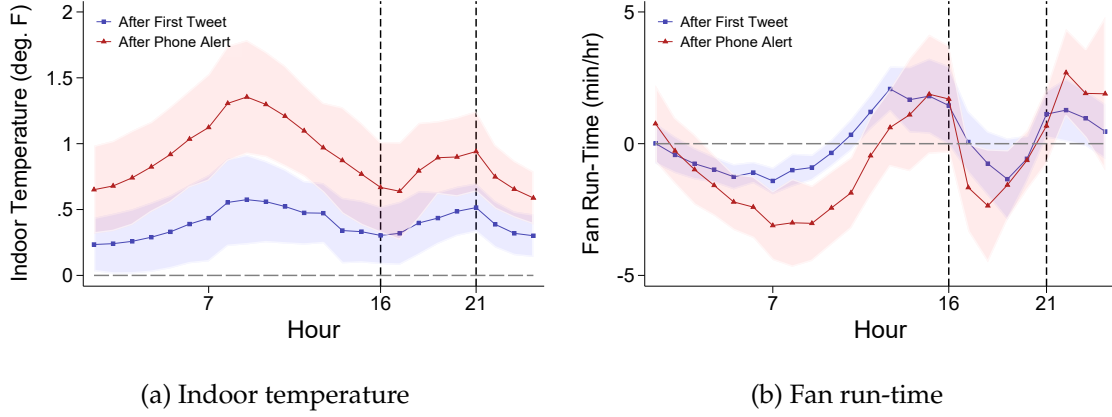 Indoor Temperature (deg. F)
2
1.5
1
.5
0
After First Tweet
After Phone Alert
7
16
21
Hour
(a) Indoor temperature
Fan Run-Time (min/hr)
5
0
-5
After First Tweet
After Phone Alert
7
16
21
Hour
(b) Fan run-time